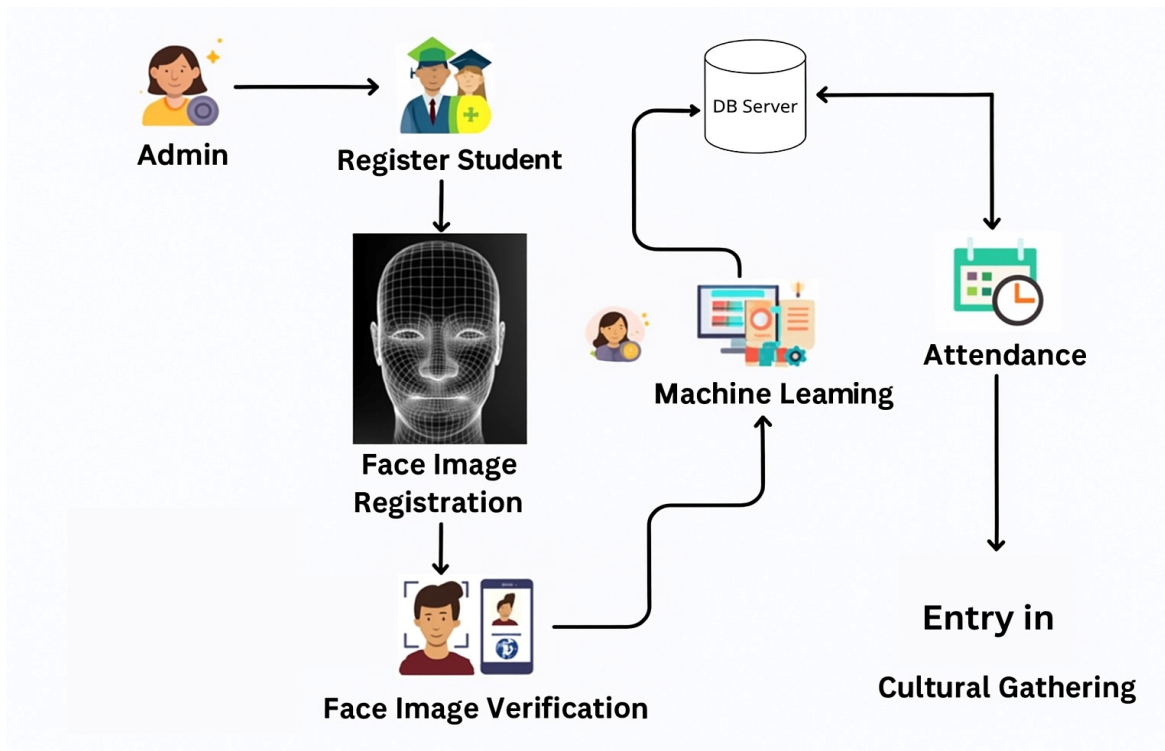 Admin
Register Student
DB Server
Face Image
Registration
Machine Leaming
Attendance
Face Image Verification
Entry in
Cultural Gathering